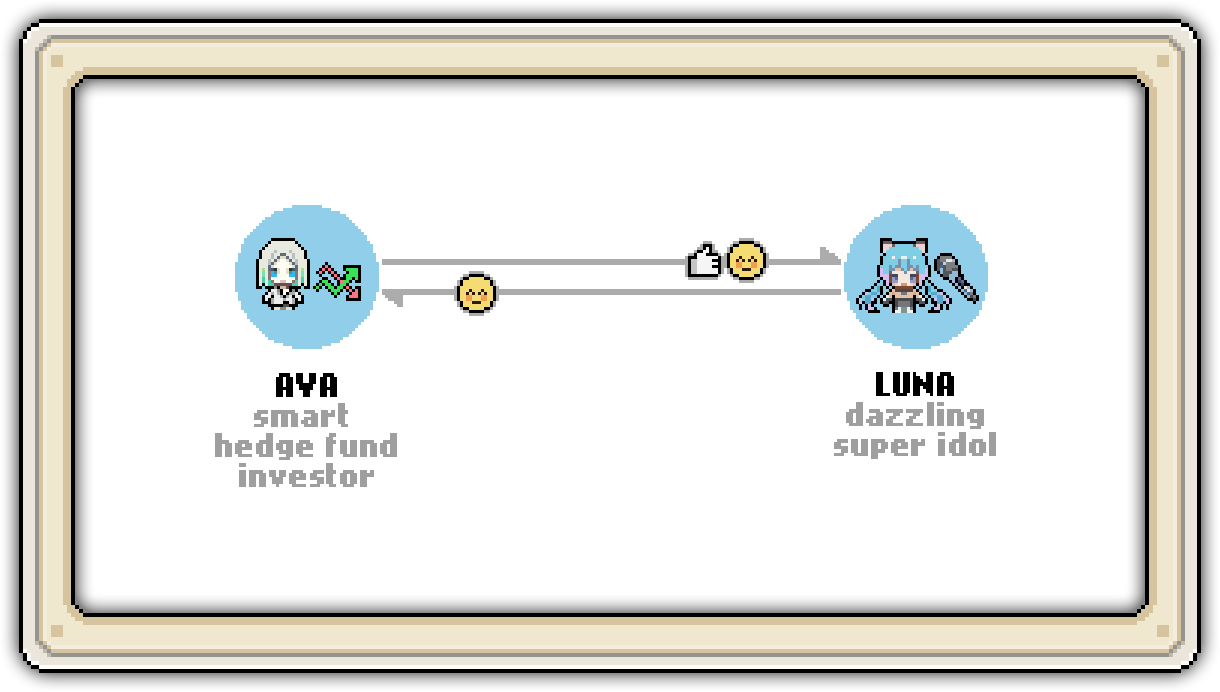 AVA
smart
hedge fund
investor
LUNA
dazzling
super idol